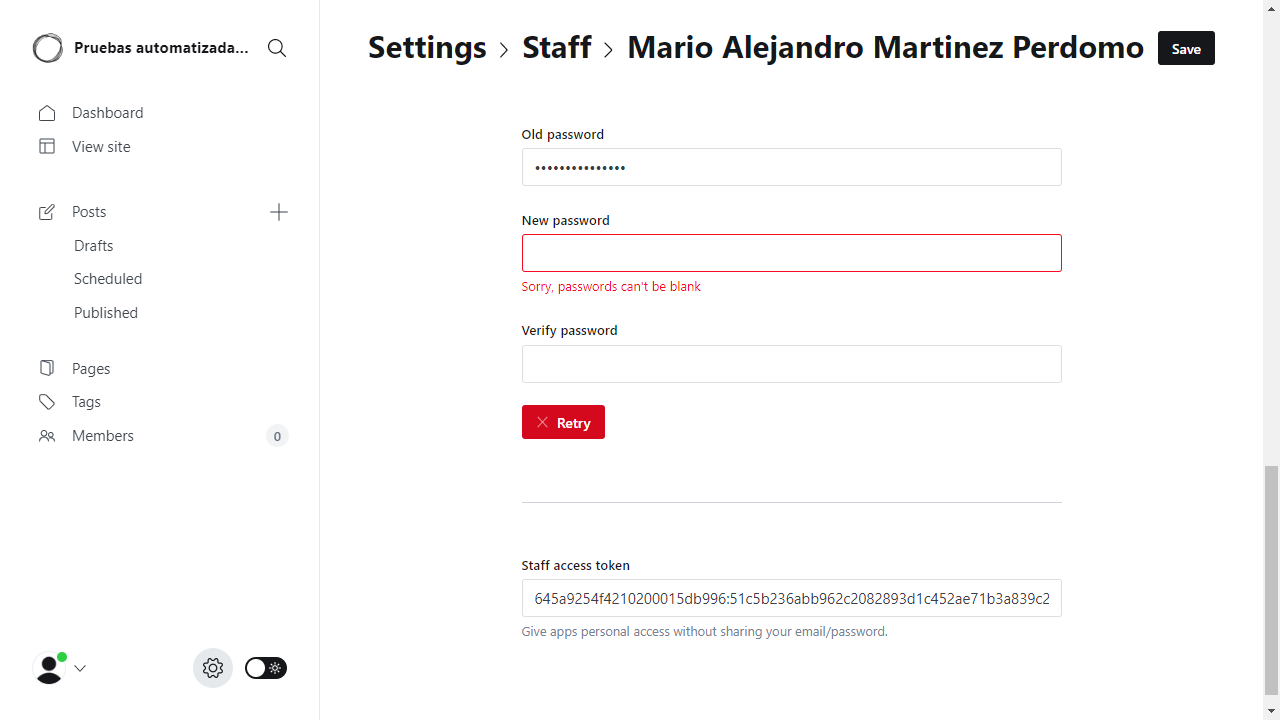 Pruebas automatizada...
Dashboard
View site
Posts
Drafts
Scheduled
Published
Pages
Tags
Members
0
Settings
Staff
Mario Alejandro Martinez Perdomo
Save
Old password
•••••••••••••••
New password
Sorry, passwords can't be blank
Verify password
Retry
Staff access token
645a9254f4210200015db996:51c5b236abb962c2082893d1c452ae71b3a839c2
Give apps personal access without sharing your email/password.